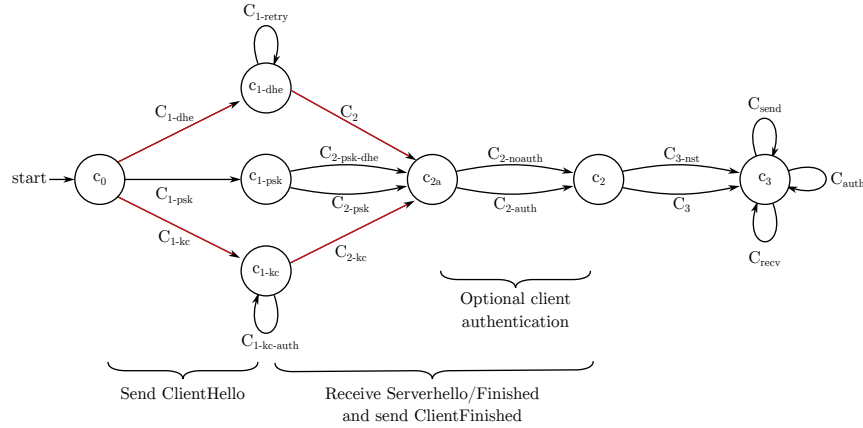 C1-retry
c1-dhe
C1-dhe
C2
Csend
C2-psk-dhe
C2-noauth
C3-nst
start
c0
c1-psk
c2a
c2
c3
Cauth
C1-psk
C2-psk
C2-auth
C3
C1-kc
C2-kc
Crecv
c1-kc
Optional client
authentication
C1-kc-auth
Send ClientHello
Receive Serverhello/Finished
and send ClientFinished